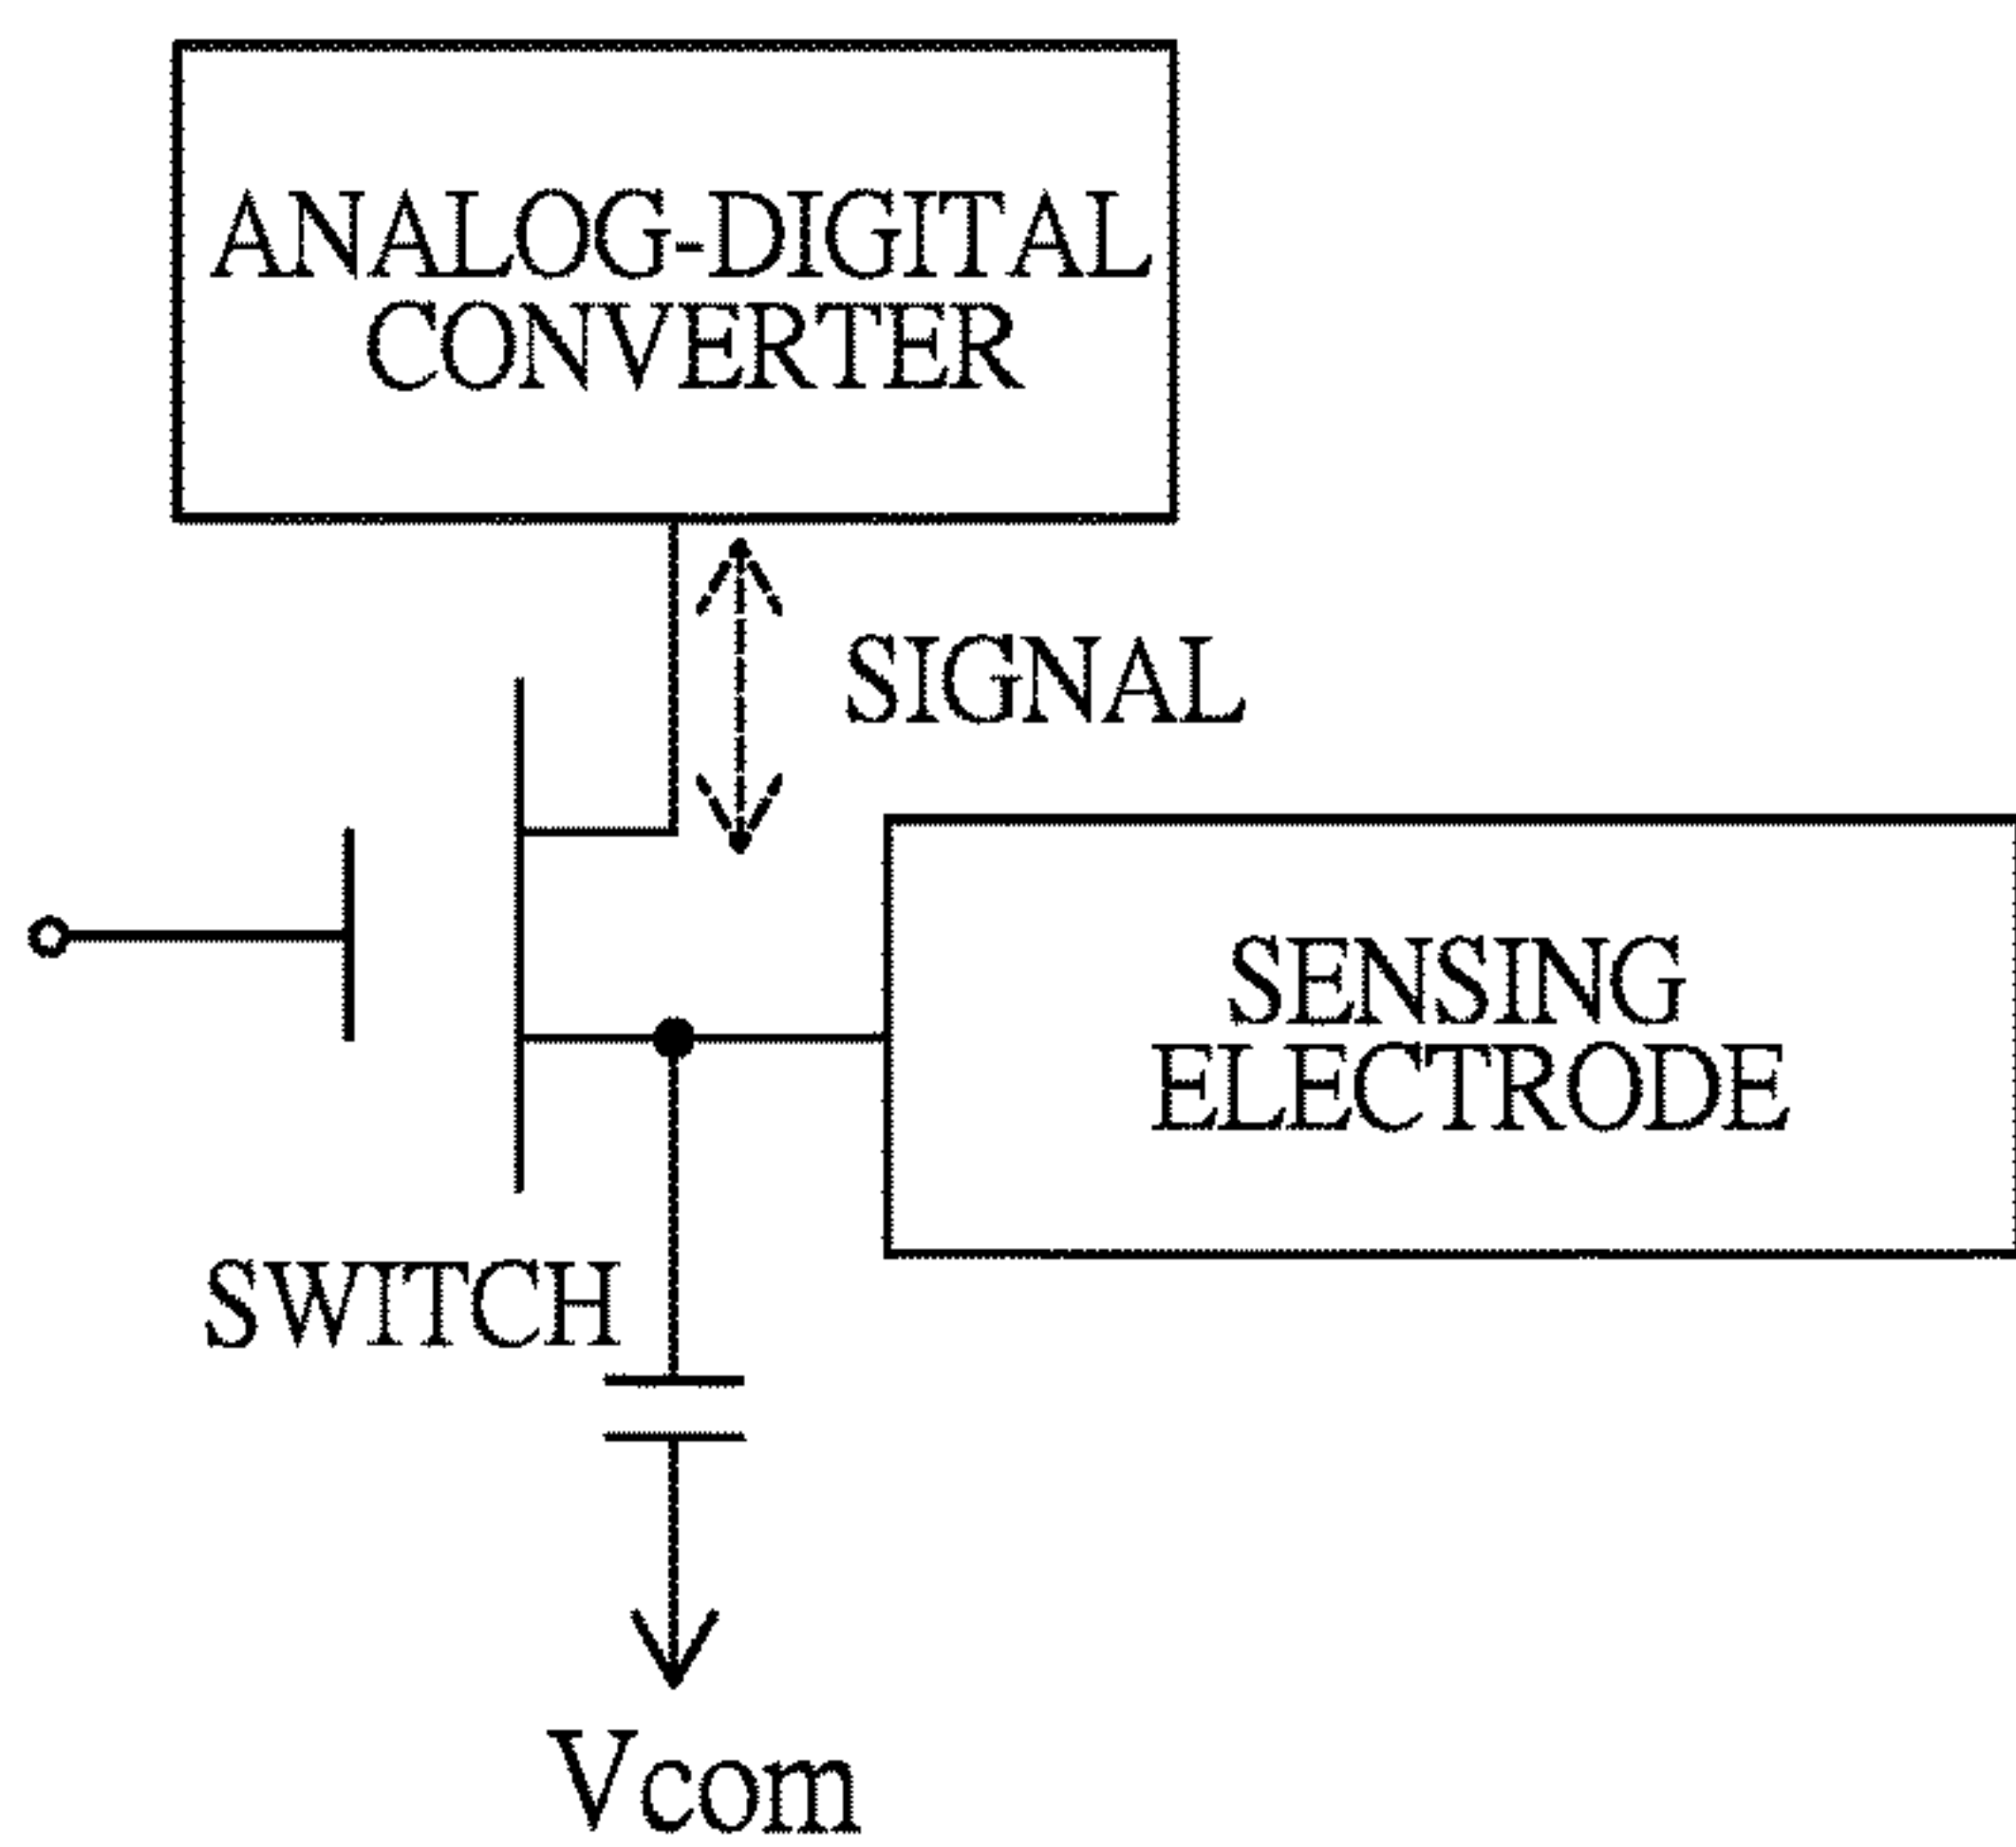 ANALOG-DIGITAL
CONVERTER
SIGNAL
SENSING
ELECTRODE
SWITCH
Vcom